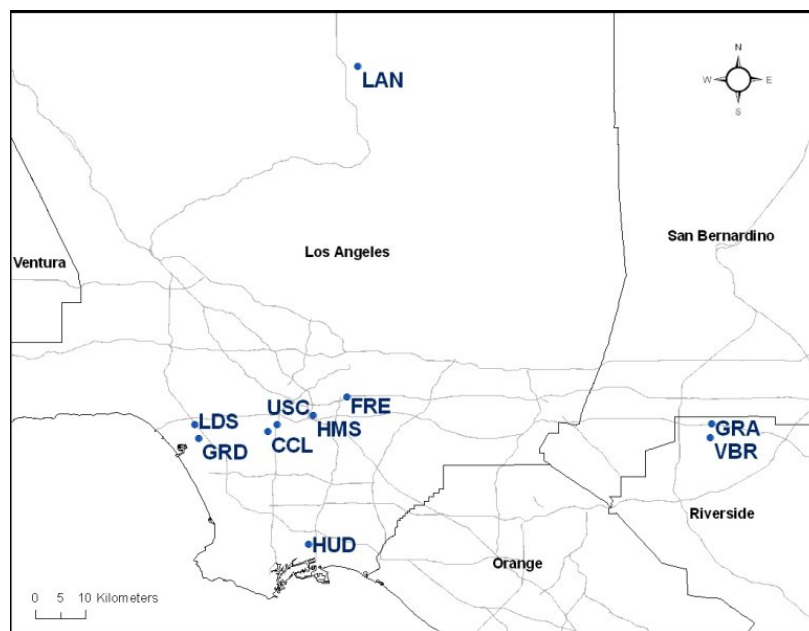 N
W E
S
LAN
San Bernardino
Los Angeles
Ventura
FRE
USC
LDS
HMS
GRA
CCL
GRD
VBR
Riverside
HUD
Orange
0 5 10 Kilometers